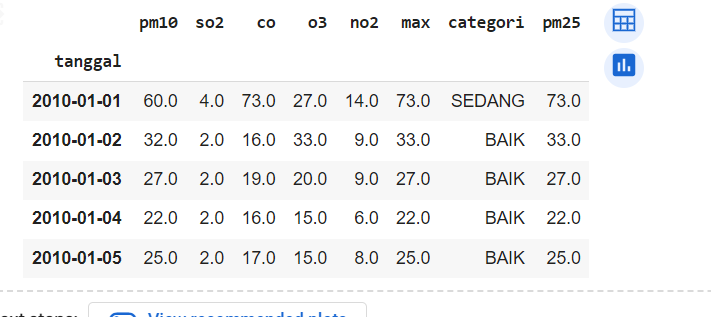 pm10 so2 co o3 no2 max categori pm25
tanggal
2010-01-01 60.0 4.0 73.0 27.0 14.0 73.0 SEDANG 73.0
2010-01-02 32.0 2.0 16.0 33.0 9.0 33.0 BAIK 33.0
2010-01-03 27.0 2.0 19.0 20.0 9.0 27.0 BAIK 27.0
2010-01-04 22.0 2.0 16.0 15.0 6.0 22.0 BAIK 22.0
2010-01-05 25.0 2.0 17.0 15.0 8.0 25.0 BAIK 25.0
View recommended plots